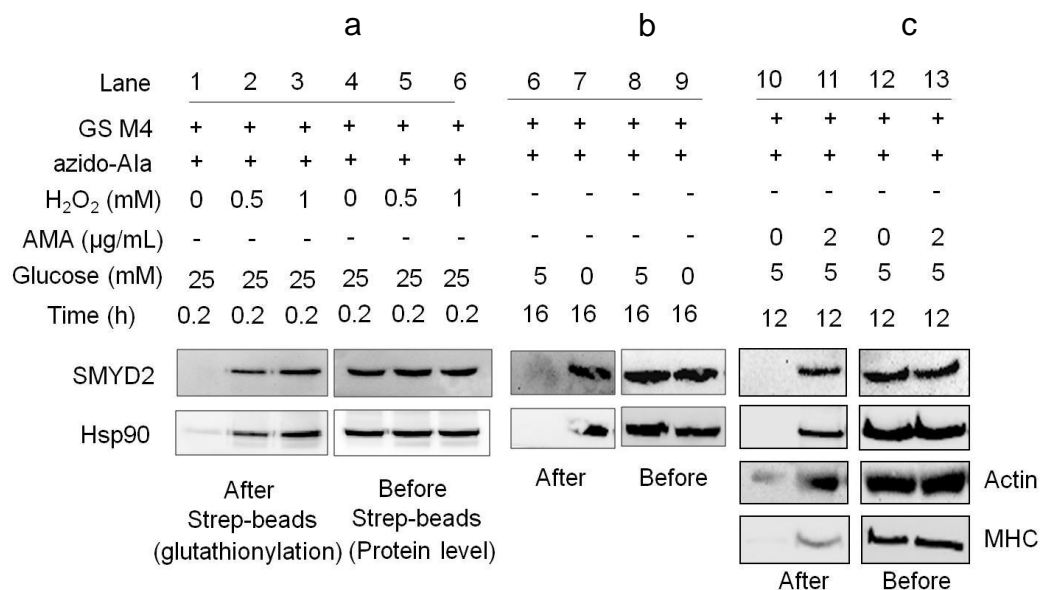 a b c
Lane 1 2 3 4 5 6 6 7 8 9 10 11 12 13
GS M4 + + + + + + + + + + + + + +
azido-Ala + + + + + + + + + + + + + +
H₂O₂ (mM) 0 0.5 1 0 0.5 1 - - - - - - - -
AMA (µg/mL) - - - - - - - - - - 0 2 0 2
Glucose (mM) 25 25 25 25 25 25 5 0 5 0 5 5 5 5
Time (h) 0.2 0.2 0.2 0.2 0.2 0.2 16 16 16 16 12 12 12 12
SMYD2
Hsp90
After Before
Actin
After Before
Strep-beads Strep-beads
(glutathionylation) (Protein level)
MHC
After Before